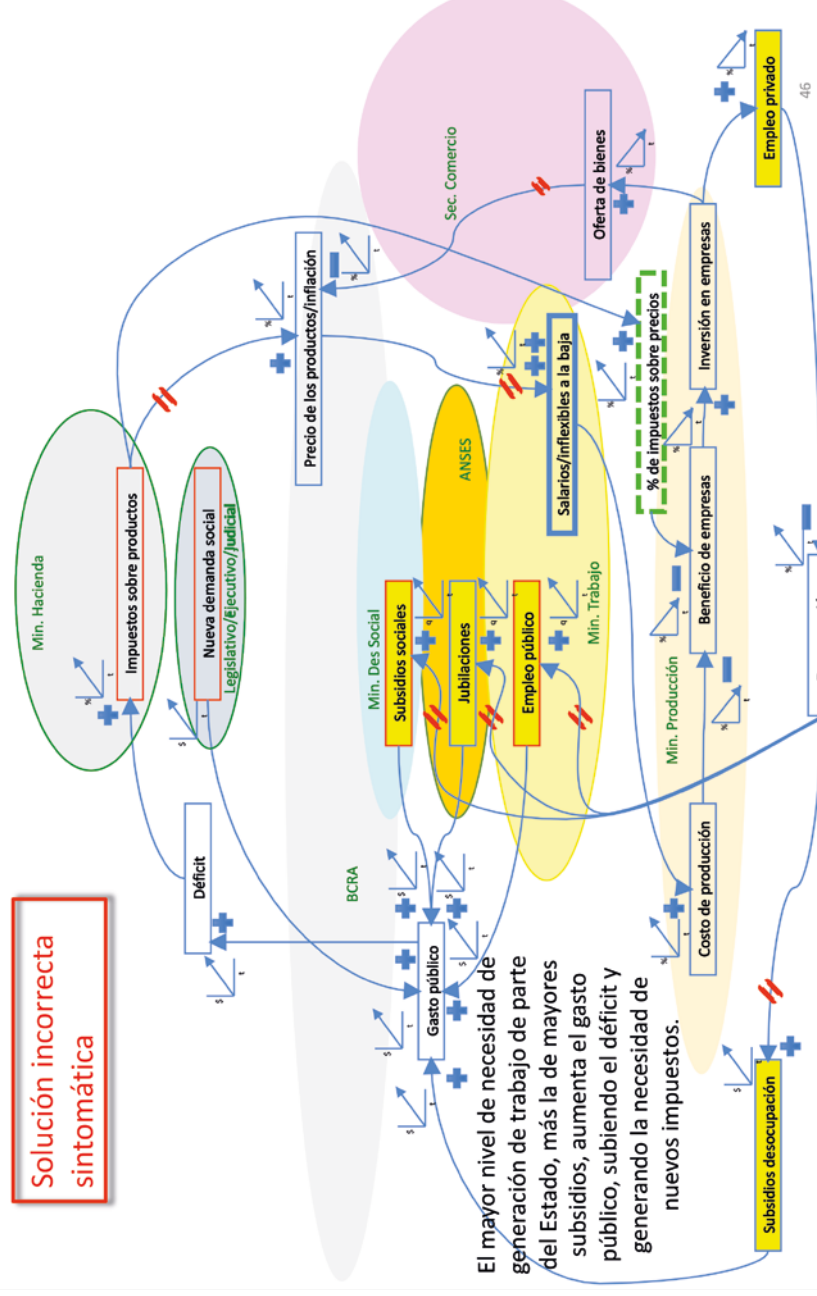 Solución incorrecta
sintomática
Min. Hacienda
Impuestos sobre productos
Nueva demanda social
Legislativo/Ejecutivo/Judicial
Déficit
BCRA
Precio de los productos/inflación
Sec. Comercio
Oferta de bienes
Min. Des Social
Subsidios sociales
ANSES
Jubilaciones
Empleo público
Min. Trabajo
Salarios/inflexibles a la baja
% de impuestos sobre precios
Gasto público
El mayor nivel de necesidad de
generación de trabajo de parte
del Estado, más la de mayores
subsidios, aumenta el gasto
público, subiendo el déficit y
generando la necesidad de
nuevos impuestos.
Min. Producción
Costo de producción
Beneficio de empresas
Inversión en empresas
Empleo privado
Subsidios desocupación
46